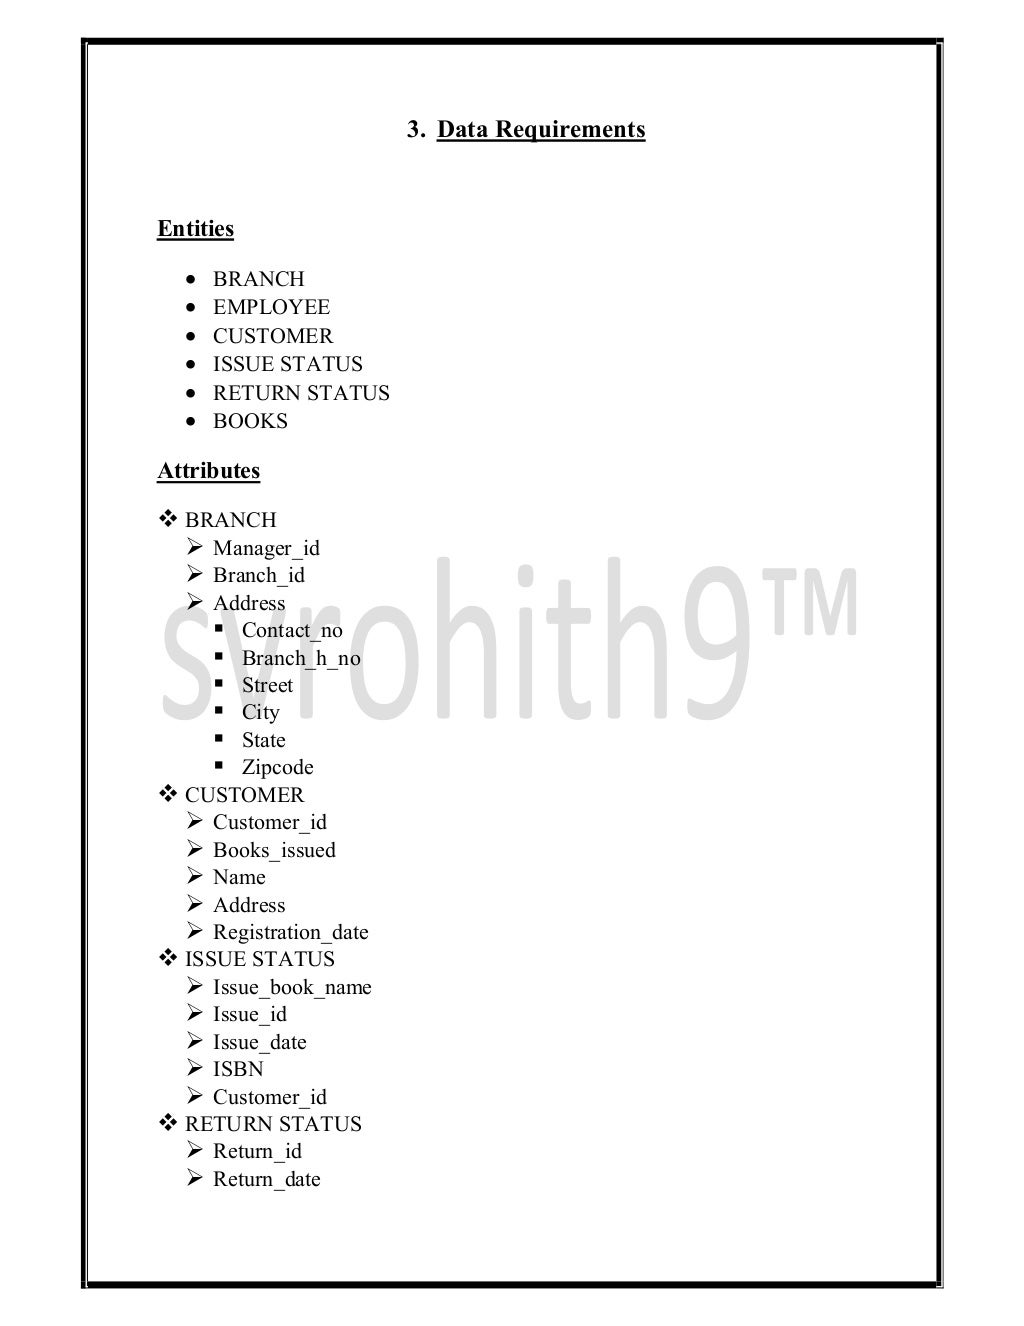 3. Data Requirements
Entities
• BRANCH
• EMPLOYEE
• CUSTOMER
• ISSUE STATUS
• RETURN STATUS
• BOOKS
Attributes
❖ BRANCH
➢ Manager_id
➢ Branch_id
➢ Address
▪ Contact_no
▪ Branch_h_no
▪ Street
▪ City
▪ State
▪ Zipcode
❖ CUSTOMER
➢ Customer_id
➢ Books_issued
➢ Name
➢ Address
➢ Registration_date
❖ ISSUE STATUS
➢ Issue_book_name
➢ Issue_id
➢ Issue_date
➢ ISBN
➢ Customer_id
❖ RETURN STATUS
➢ Return_id
➢ Return_date
svrohith9™